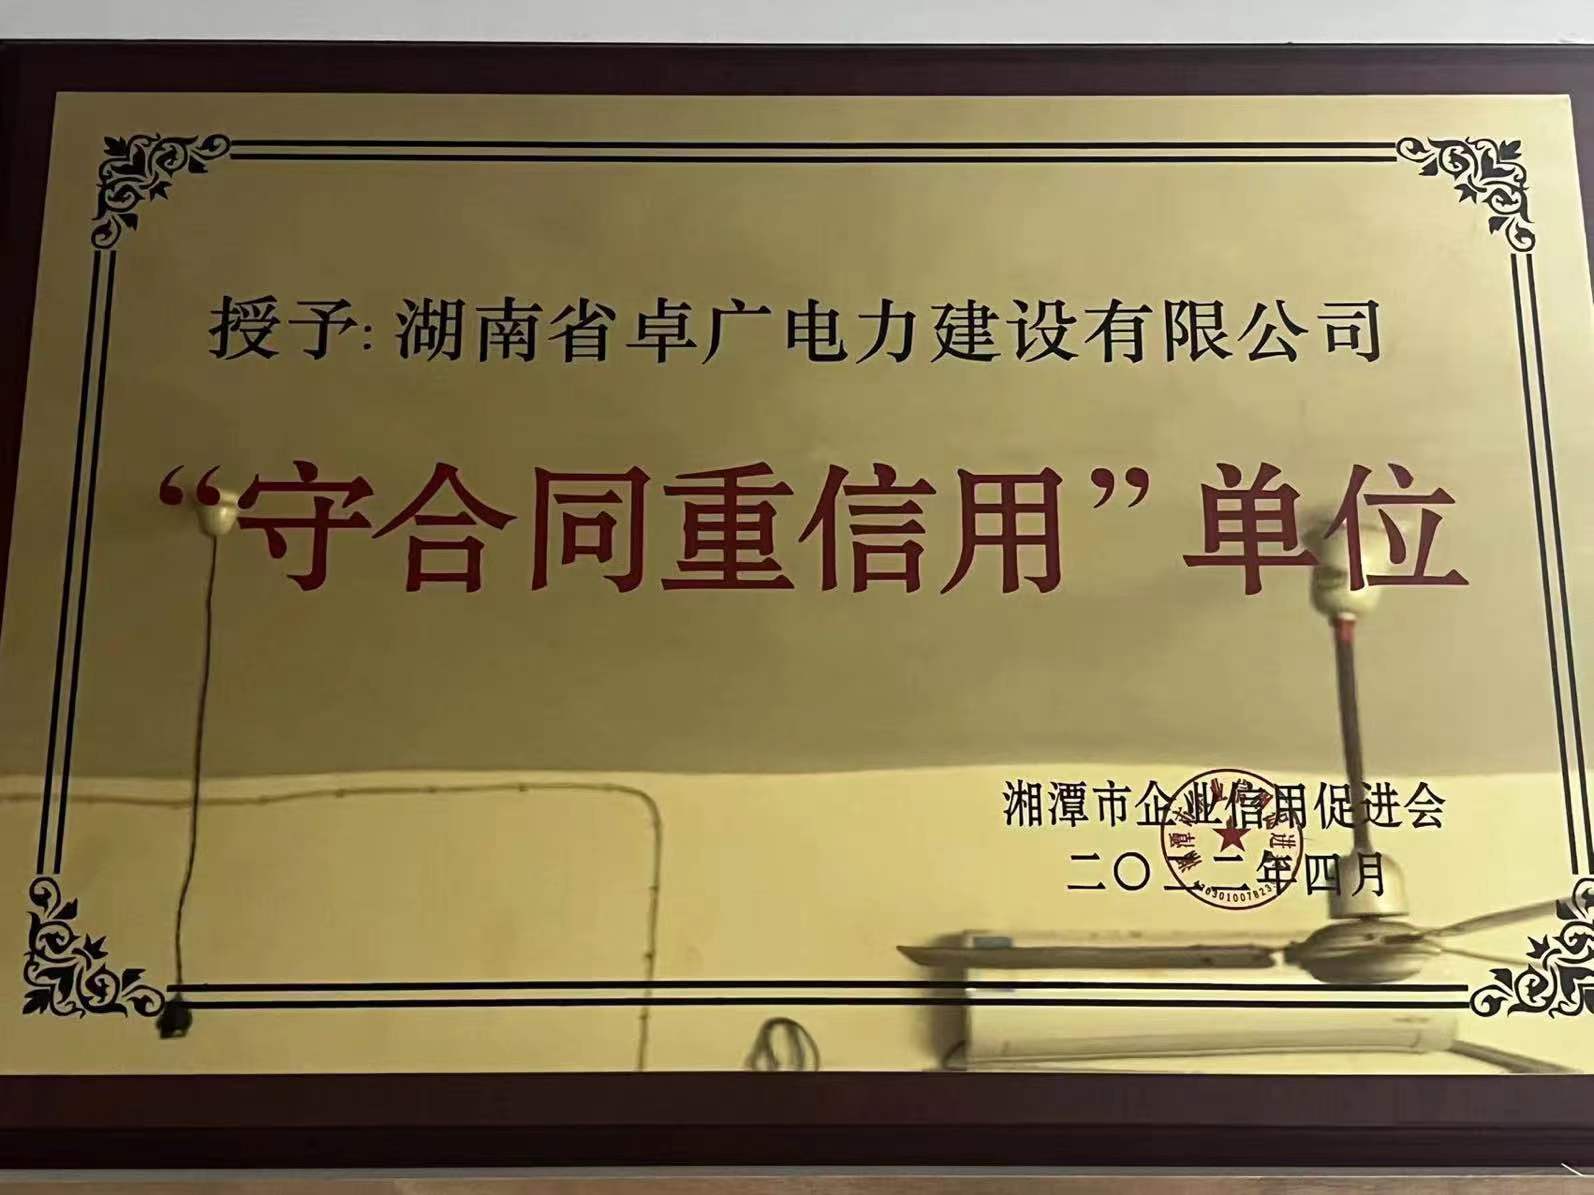 授予:湖南省卓广电力建设有限公司
“守合同重信用”单位
湘潭市企业信用促进会
二〇二二年四月